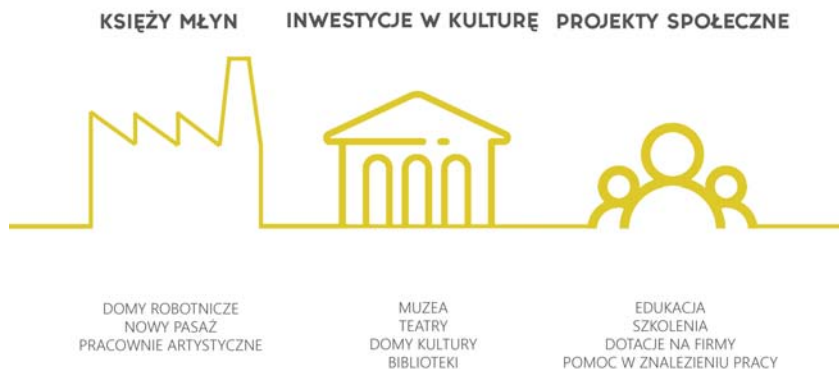 KSIĘŻY MŁYN
INWESTYCJE W KULTURĘ
PROJEKTY SPOŁECZNE
DOMY ROBOTNICZE
NOWY PASAŻ
PRACOWNIE ARTYSTYCZNE
MUZEA
TEATRY
DOMY KULTURY
BIBLIOTEKI
EDUKACJA
SZKOLENIA
DOTACJE NA FIRMY
POMOC W ZNALEZIENIU PRACY